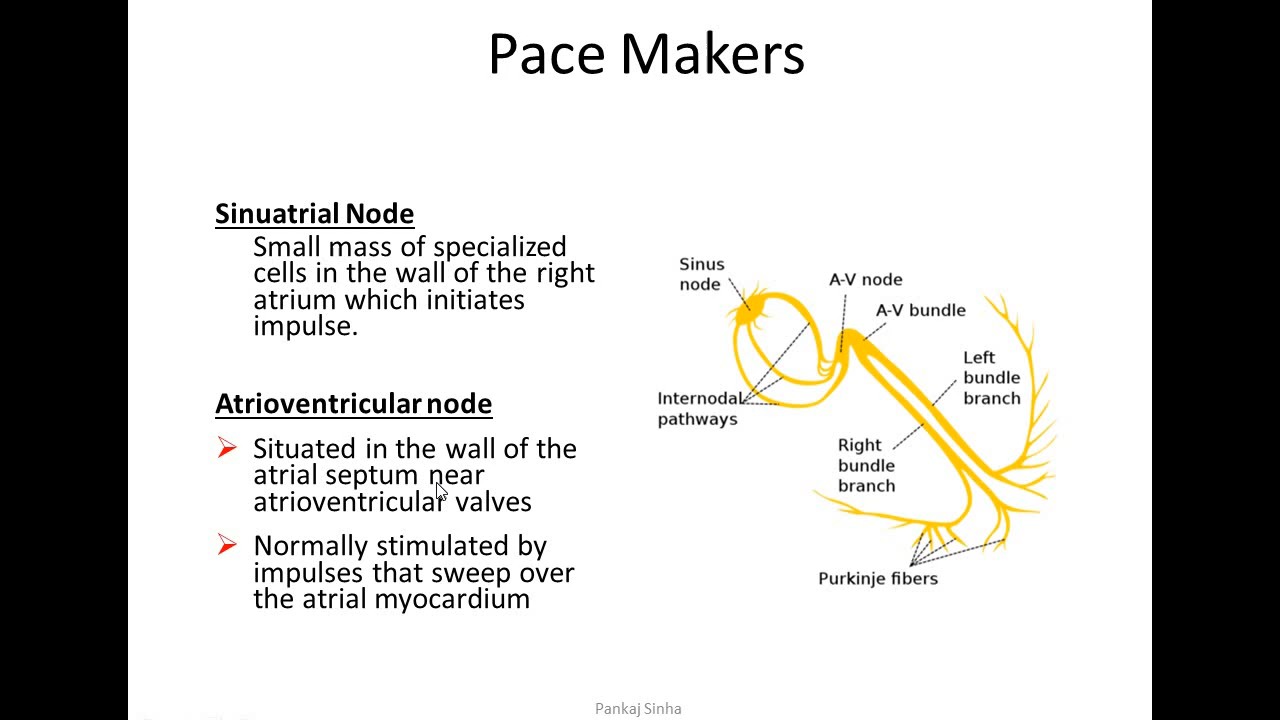 Pace Makers
Sinuatrial Node
Small mass of specialized
cells in the wall of the right
atrium which initiates
impulse.
Atrioventricular node
Situated in the wall of the
atrial septum near
atrioventricular valves
Normally stimulated by
impulses that sweep over
the atrial myocardium
Sinus
node
A-V node
A-V bundle
Left
bundle
branch
Internodal
pathways
Right
bundle
branch
Purkinje fibers
Pankaj Sinha